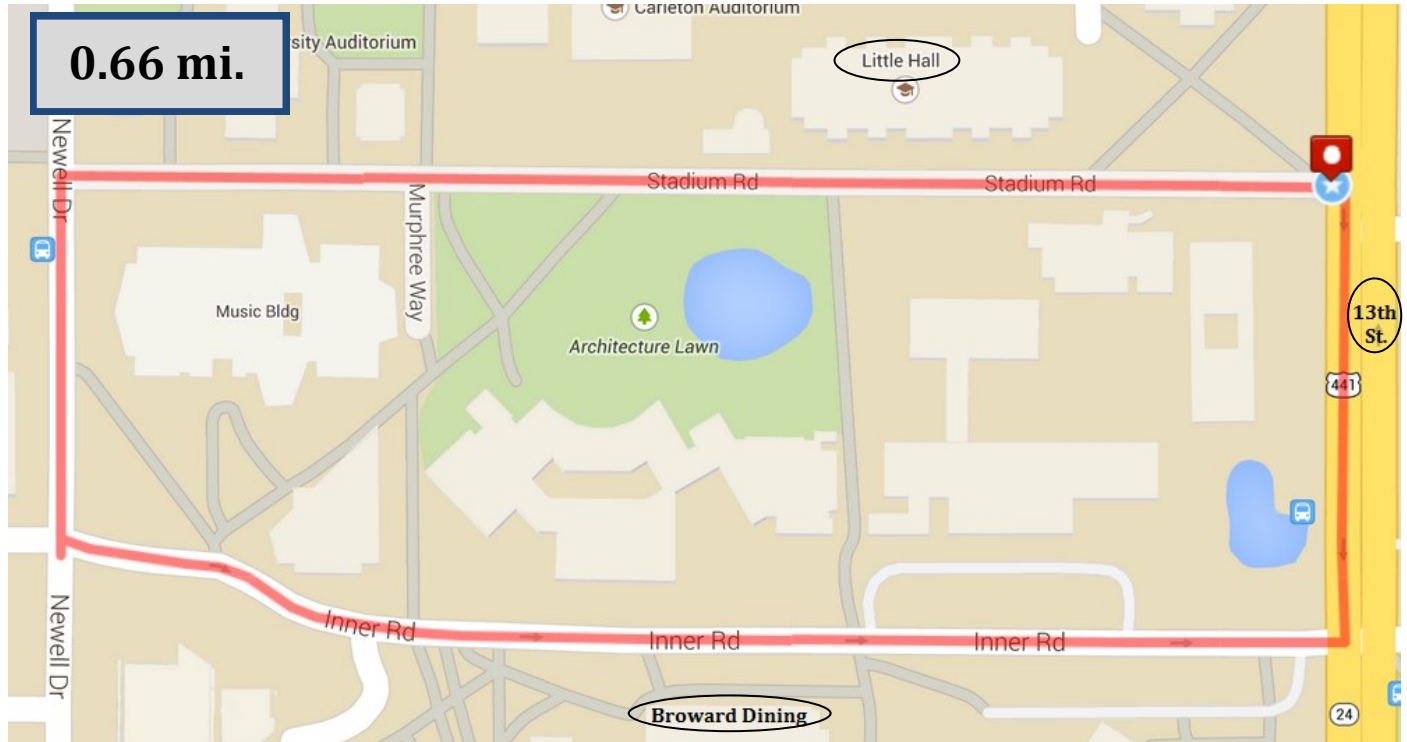 Carleton Auditorium
0.66 mi.
sity Auditorium
Little Hall
Newell Dr
Stadium Rd
Stadium Rd
Murphree Way
Music Bldg
Architecture Lawn
13th
St.
441
Inner Rd
Inner Rd
Inner Rd
Newell Dr
Broward Dining
24